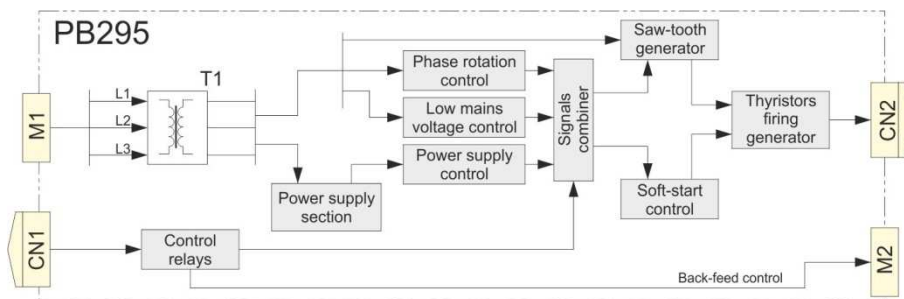 PB295
M1
L1
L2
L3
T1
Power supply
section
Phase rotation
control
Low mains
voltage control
Power supply
control
Signals
combiner
Saw-tooth
generator
Soft-start
control
Thyristors
firing
generator
CN2
CN1
Control
relays
Back-feed control
M2